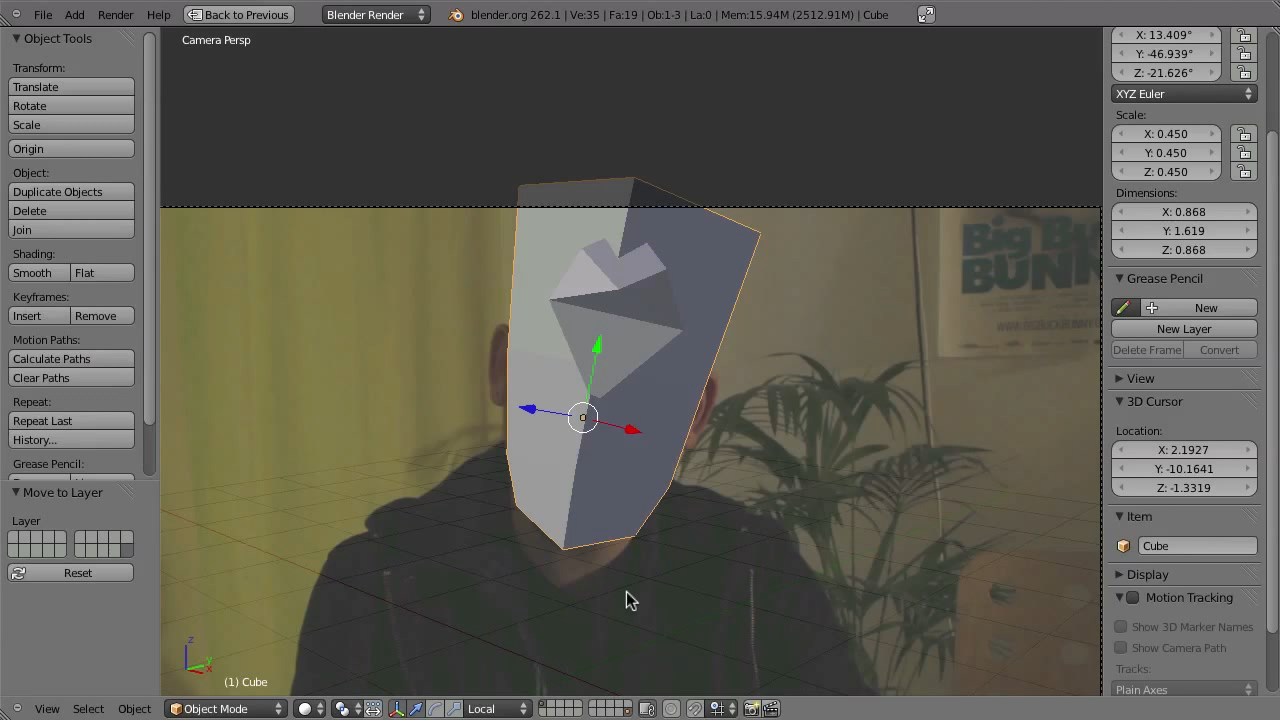 File Add Render Help Back to Previous Blender Render blender.org 262.1 | Ve:35 | Fa:19 | Ob:1-3 | La:0 | Mem:15.94M (2512.91M) | Cube
Object Tools
Transform:
Translate
Rotate
Scale
Origin
Object:
Duplicate Objects
Delete
Join
Shading:
Smooth Flat
Keyframes:
Insert Remove
Motion Paths:
Calculate Paths
Clear Paths
Repeat:
Repeat Last
History...
Grease Pencil:
Move to Layer
Layer
Reset
Camera Persp
Big B
BUNN
WWW.BIGBUCKBUNNY
z
y
x
(1) Cube
X: 13.409°
Y: -46.939°
Z: -21.626°
XYZ Euler
Scale:
X: 0.450
Y: 0.450
Z: 0.450
Dimensions:
X: 0.868
Y: 1.619
Z: 0.868
Grease Pencil
New
New Layer
Delete Frame Convert
View
3D Cursor
Location:
X: 2.1927
Y: -10.1641
Z: -1.3319
Item
Cube
Display
Motion Tracking
Show 3D Marker Names
Show Camera Path
Tracks:
Plain Axes
View Select Object Object Mode Local